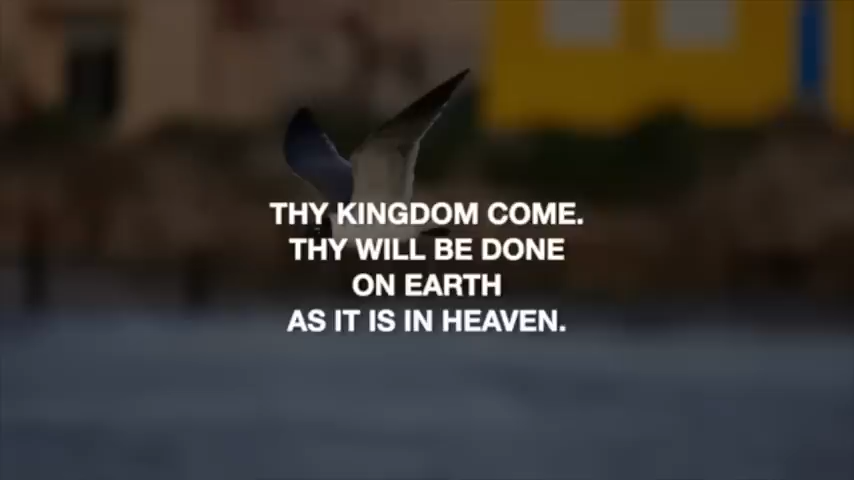 THY KINGDOM COME.
THY WILL BE DONE
ON EARTH
AS IT IS IN HEAVEN.